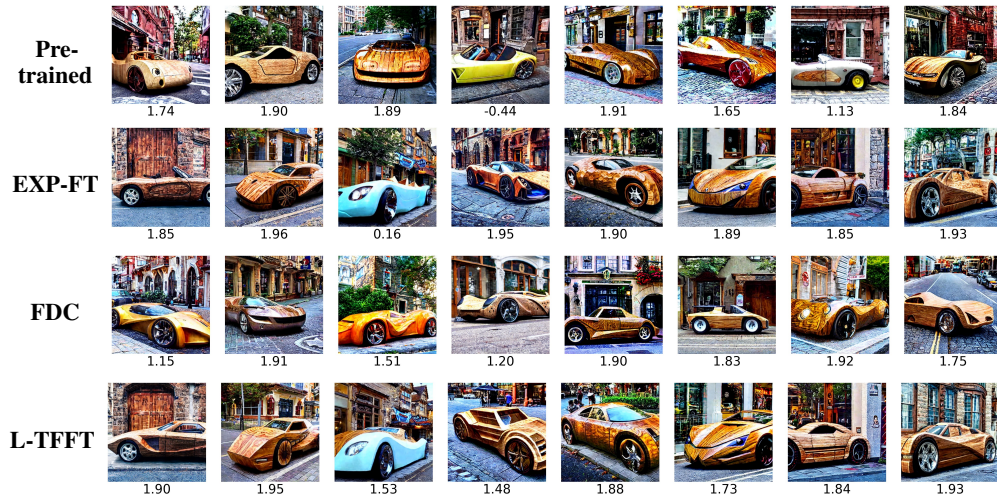 Pre-
trained
1.74 1.90 1.89 -0.44 1.91 1.65 1.13 1.84
EXP-FT
1.85 1.96 0.16 1.95 1.90 1.89 1.85 1.93
FDC
1.15 1.91 1.51 1.20 1.90 1.83 1.92 1.75
L-TFFT
1.90 1.95 1.53 1.48 1.88 1.73 1.84 1.93